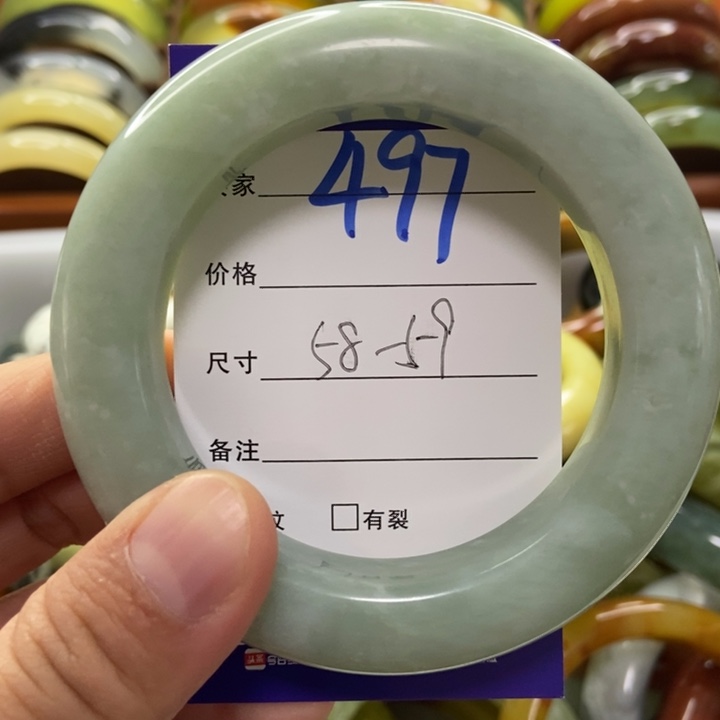 家 497
价格
尺寸 58-59
备注
纹 有裂